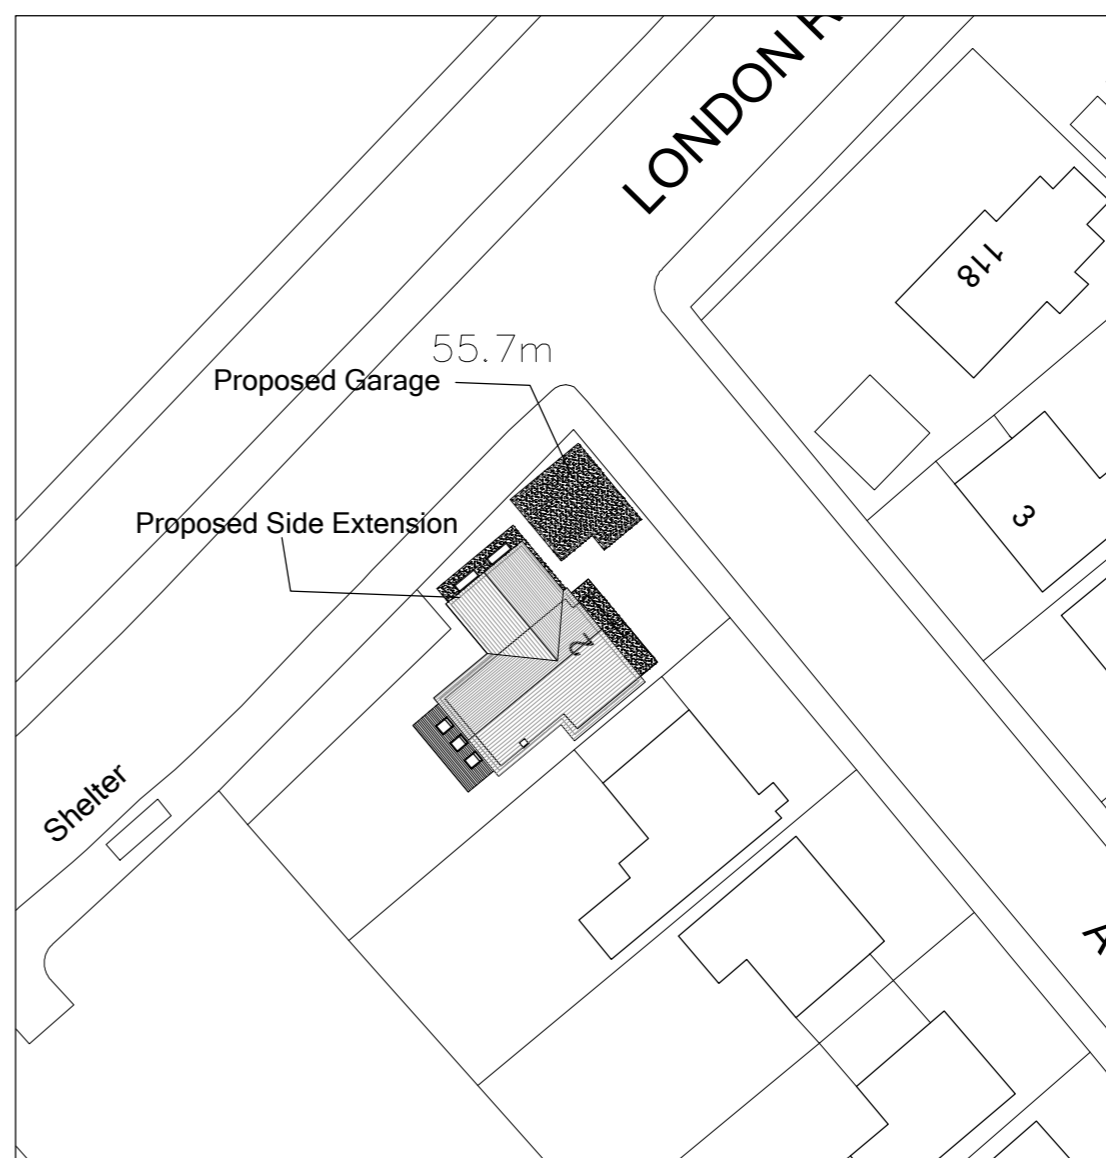 LONDON
118
55.7m
Proposed Garage
3
Proposed Side Extension
2
Shelter